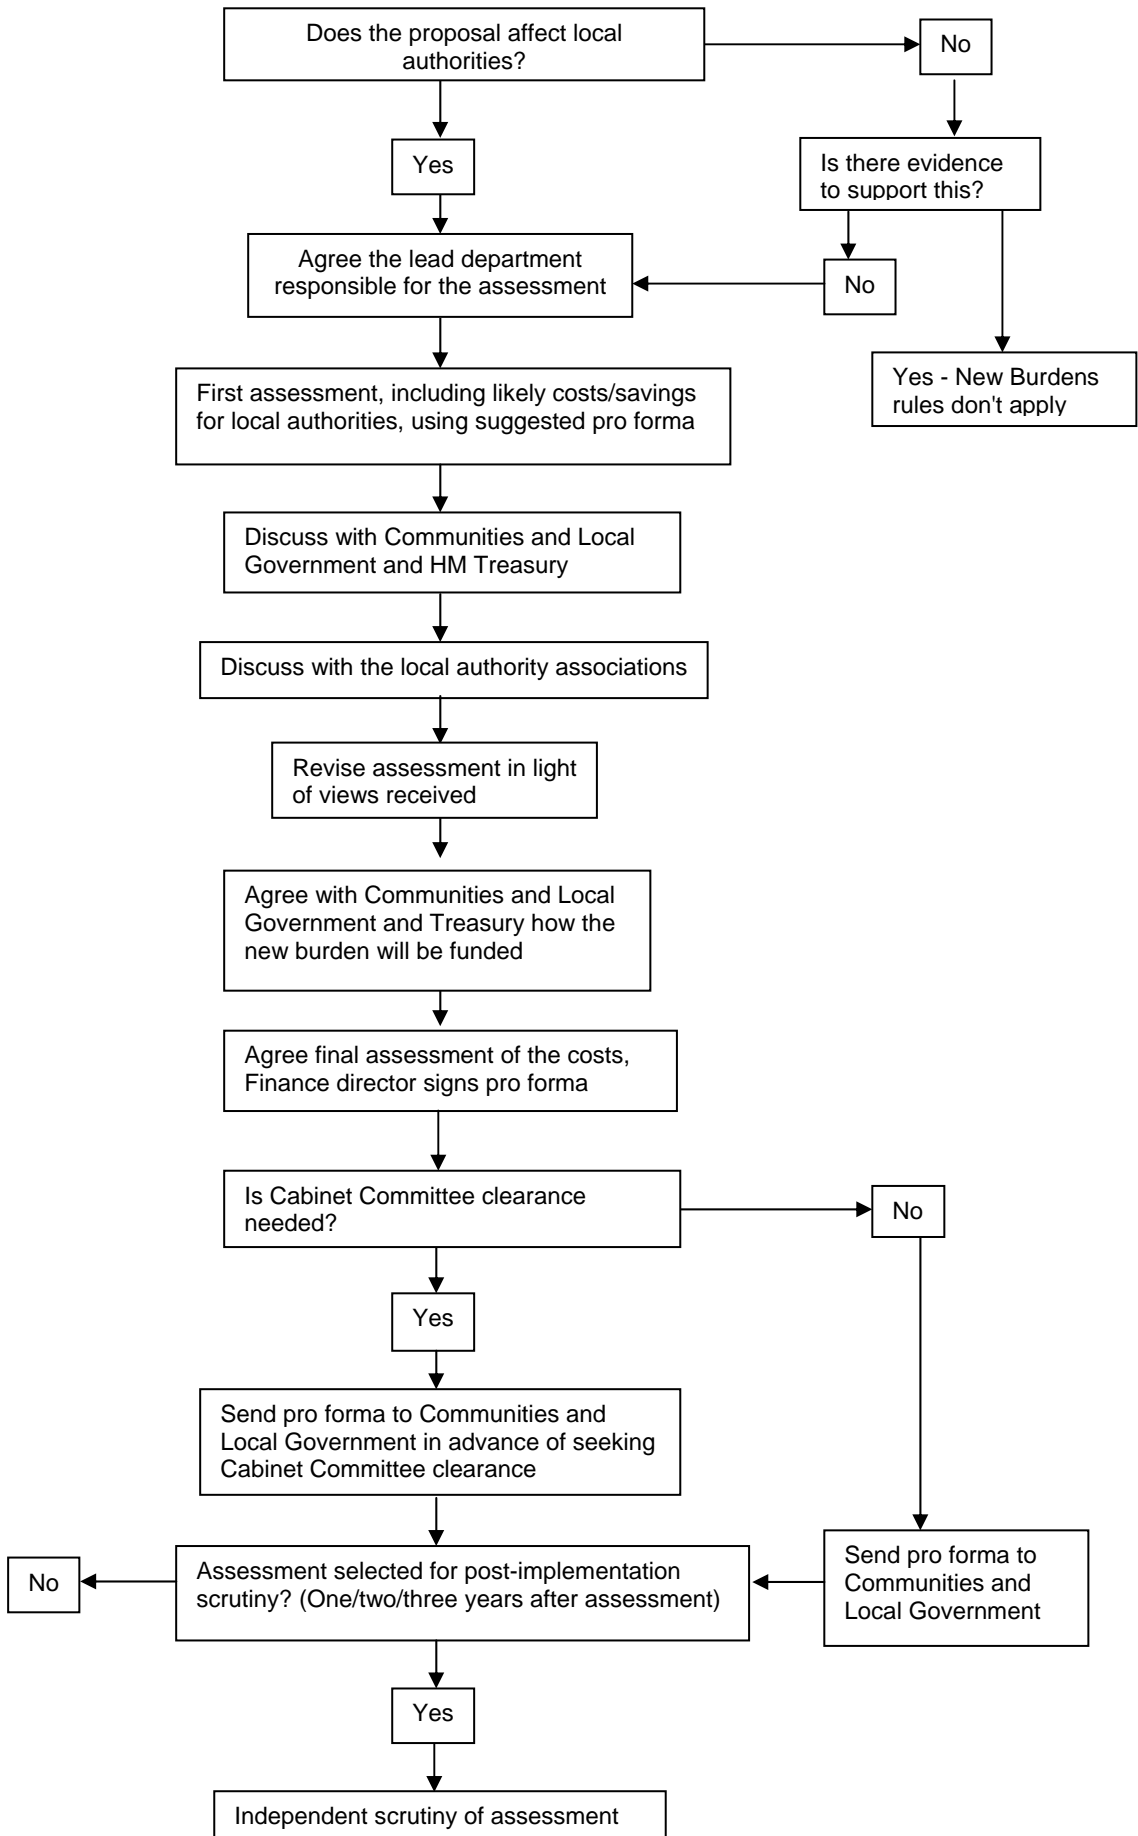 Does the proposal affect local
authorities?
No
Yes
Is there evidence
to support this?
Agree the lead department
responsible for the assessment
No
Yes - New Burdens
rules don't apply
First assessment, including likely costs/savings
for local authorities, using suggested pro forma
Discuss with Communities and Local
Government and HM Treasury
Discuss with the local authority associations
Revise assessment in light
of views received
Agree with Communities and Local
Government and Treasury how the
new burden will be funded
Agree final assessment of the costs,
Finance director signs pro forma
Is Cabinet Committee clearance
needed?
No
Yes
Send pro forma to Communities and
Local Government in advance of seeking
Cabinet Committee clearance
Send pro forma to
Communities and
Local Government
Assessment selected for post-implementation
scrutiny? (One/two/three years after assessment)
No
Yes
Independent scrutiny of assessment